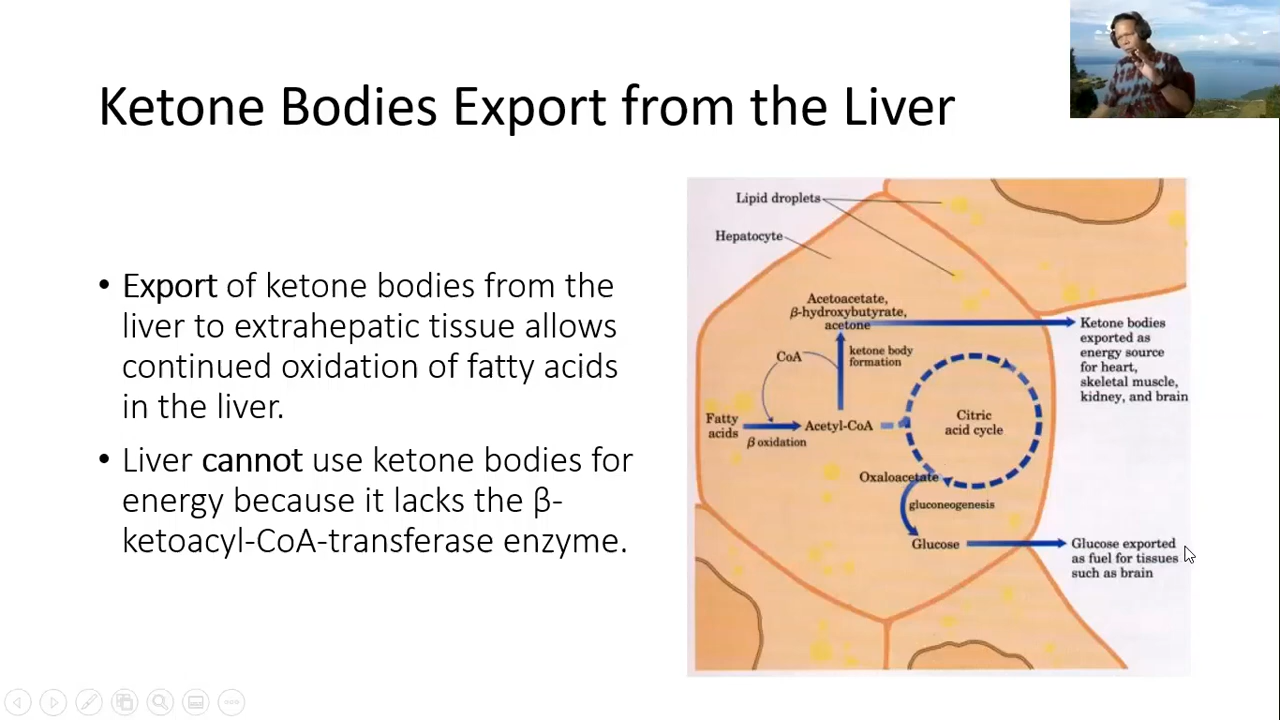 Ketone Bodies Export from the Liver
• Export of ketone bodies from the
liver to extrahepatic tissue allows
continued oxidation of fatty acids
in the liver.
• Liver cannot use ketone bodies for
energy because it lacks the β-
ketoacyl-CoA-transferase enzyme.
Lipid droplets
Hepatocyte
Acetoacetate,
β-hydroxybutyrate,
acetone
Ketone bodies
exported as
energy source
for heart,
skeletal muscle,
kidney, and brain
CoA
ketone body
formation
Fatty
acids
β oxidation
Acetyl-CoA
Citric
acid cycle
Oxaloacetate
gluconeogenesis
Glucose
Glucose exported
as fuel for tissues
such as brain